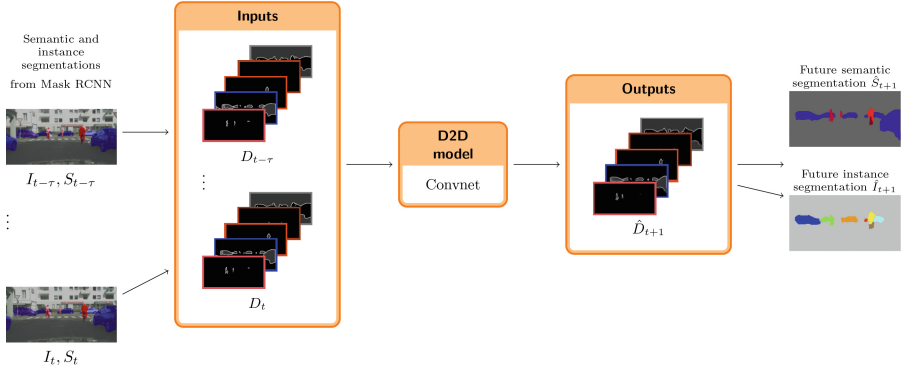 Semantic and
instance
segmentations
from Mask RCNN
I_{t−τ}, S_{t−τ}
⋮
I_t, S_t
Inputs
D_{t−τ}
⋮
D_t
D2D
model
Convnet
Outputs
D̂_{t+1}
Future semantic
segmentation Ŝ_{t+1}
Future instance
segmentation Î_{t+1}